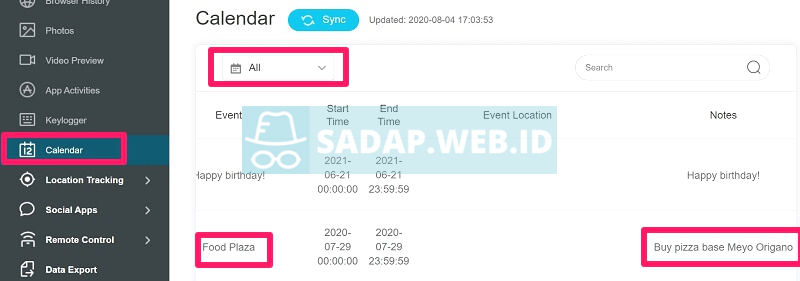 Browser History
Photos
Video Preview
App Activities
Keylogger
12 Calendar
Location Tracking
Social Apps
Remote Control
Data Export
Calendar Sync Updated: 2020-08-04 17:03:53
All Search
Event Start Time End Time Event Location Notes
SADAP.WEB.ID
Happy birthday! 2021-06-21 00:00:00 2021-06-21 23:59:59 Happy birthday!
Food Plaza 2020-07-29 00:00:00 2020-07-29 23:59:59 Buy pizza base Meyo Origano